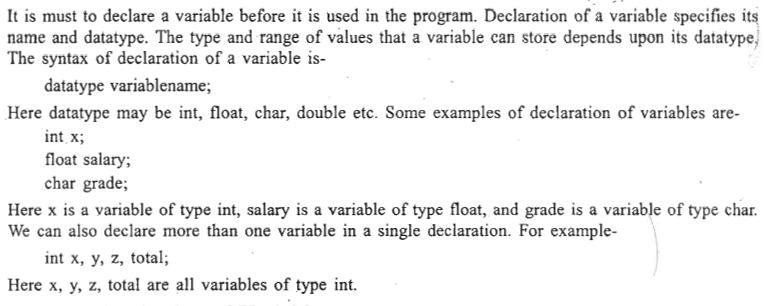 It is must to declare a variable before it is used in the program. Declaration of a variable specifies its
name and datatype. The type and range of values that a variable can store depends upon its datatype.
The syntax of declaration of a variable is-
datatype variablename;
Here datatype may be int, float, char, double etc. Some examples of declaration of variables are-
int x;
float salary;
char grade;
Here x is a variable of type int, salary is a variable of type float, and grade is a variable of type char.
We can also declare more than one variable in a single declaration. For example-
int x, y, z, total;
Here x, y, z, total are all variables of type int.